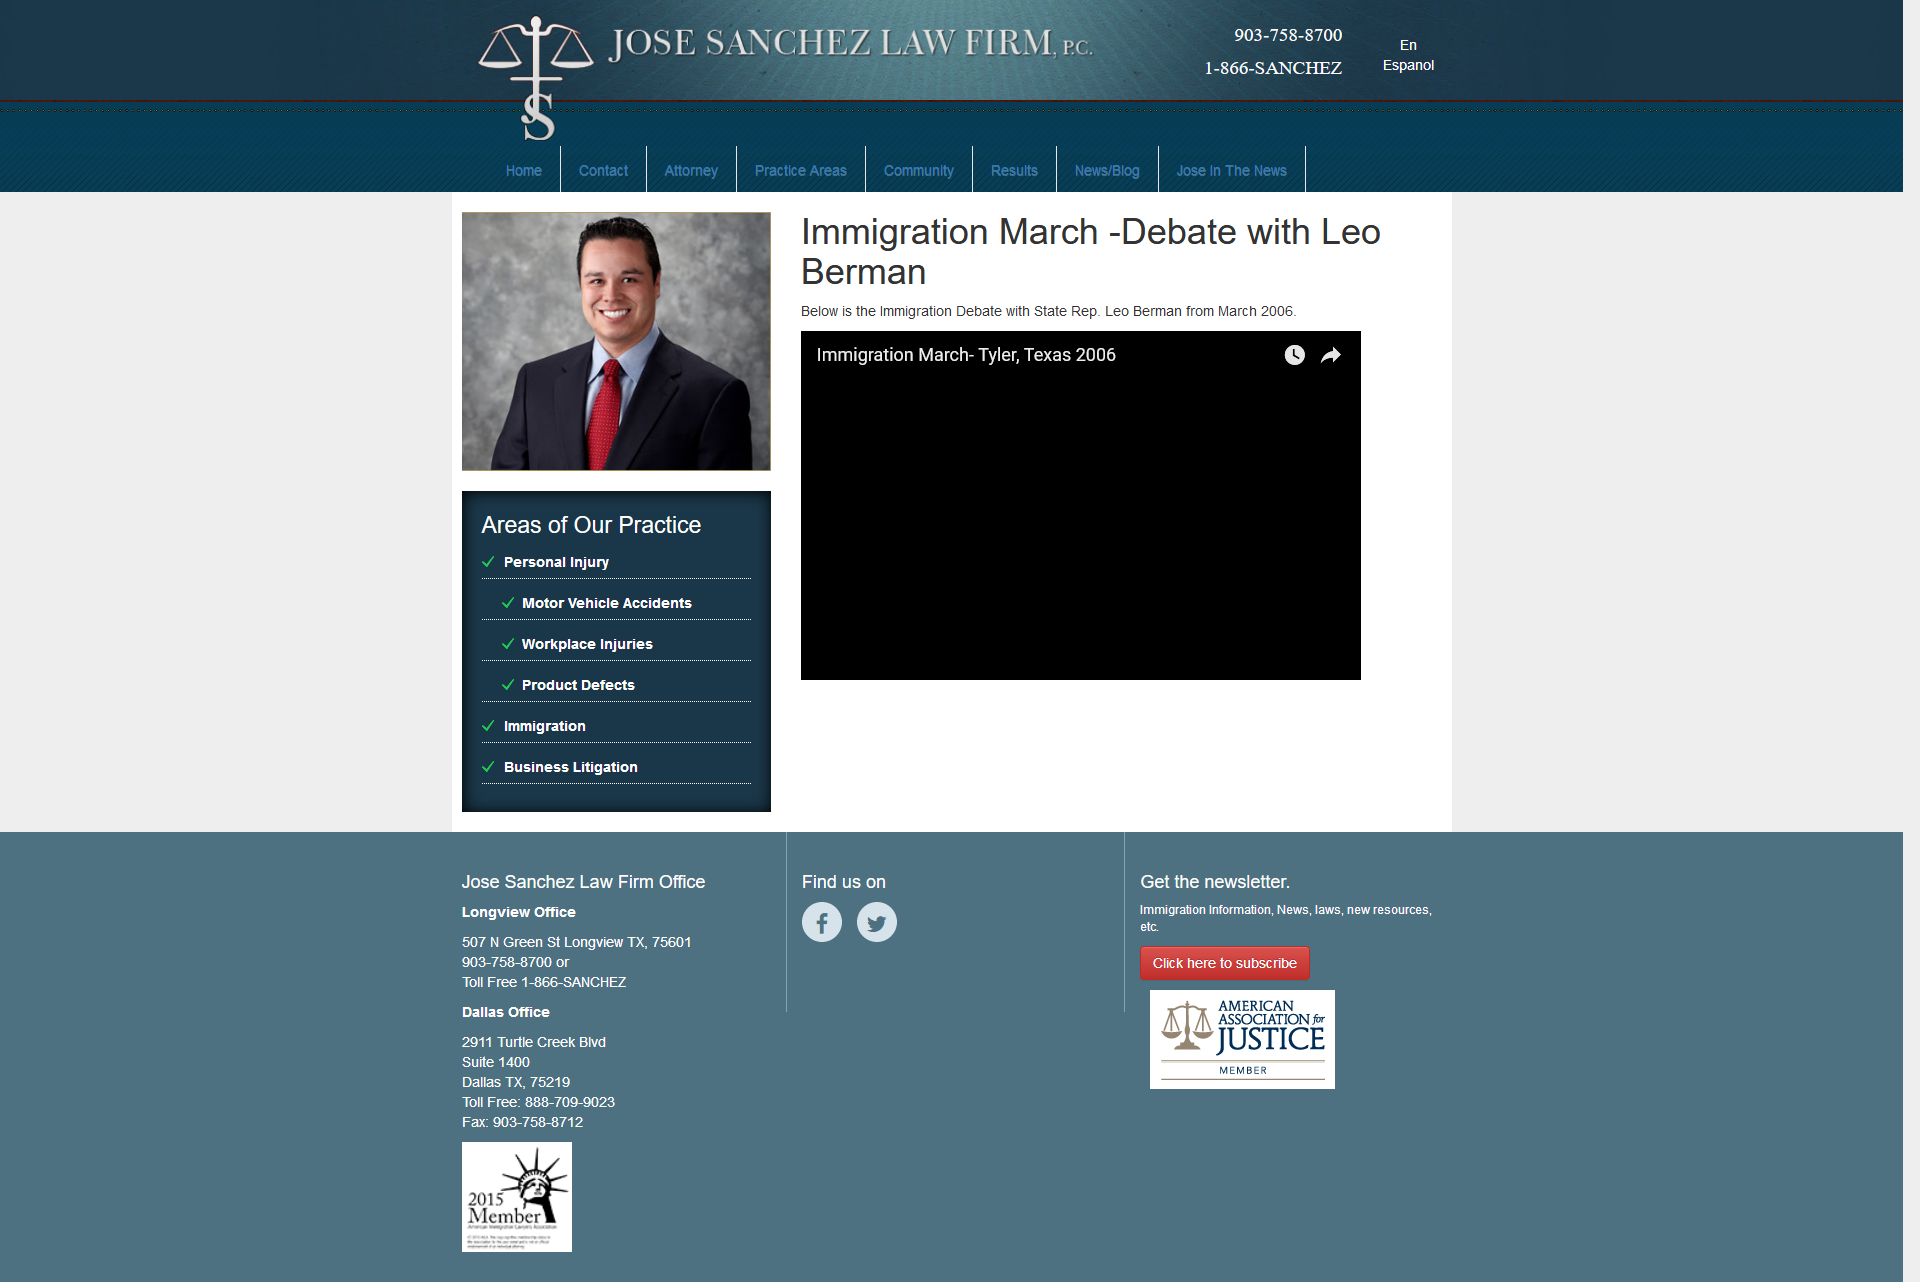 JOSE SANCHEZ LAW FIRM, P.C.
903-758-8700
1-866-SANCHEZ
En
Espanol
JS
Home
Contact
Attorney
Practice Areas
Community
Results
News/Blog
Jose In The News
Immigration March -Debate with Leo
Berman
Below is the Immigration Debate with State Rep. Leo Berman from March 2006.
Immigration March- Tyler, Texas 2006
Areas of Our Practice
Personal Injury
Motor Vehicle Accidents
Workplace Injuries
Product Defects
Immigration
Business Litigation
Jose Sanchez Law Firm Office
Longview Office
507 N Green St Longview TX, 75601
903-758-8700 or
Toll Free 1-866-SANCHEZ
Dallas Office
2911 Turtle Creek Blvd
Suite 1400
Dallas TX, 75219
Toll Free: 888-709-9023
Fax: 903-758-8712
2015
Member
American Immigration Lawyers Association
Find us on
Get the newsletter.
Immigration Information, News, laws, new resources,
etc.
Click here to subscribe
AMERICAN
ASSOCIATION for
JUSTICE
MEMBER